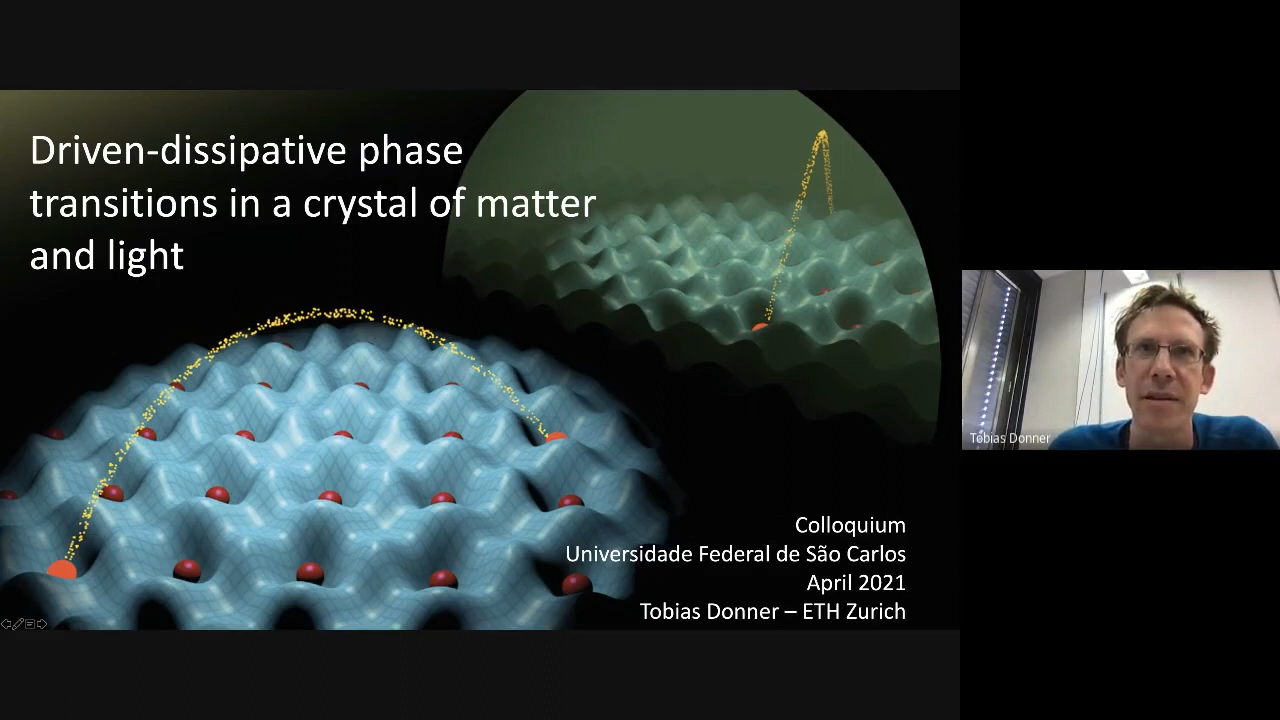 Driven-dissipative phase
transitions in a crystal of matter
and light
Colloquium
Universidade Federal de São Carlos
April 2021
Tobias Donner – ETH Zurich
Tobias Donner